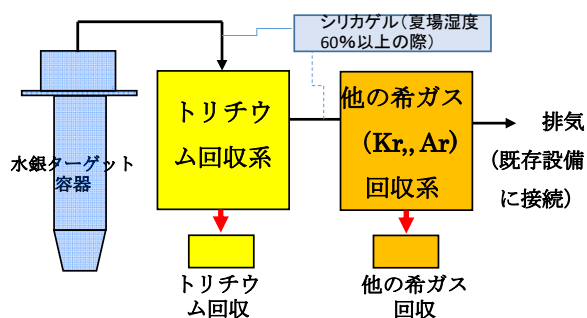 シリカゲル（夏場湿度
60％以上の際）
水銀ターゲット
容器
トリチウ
ム回収系
他の希ガス
(Kr,, Ar)
回収系
排気
(既存設備
に接続)
トリチウ
ム回収
他の希ガス
回収